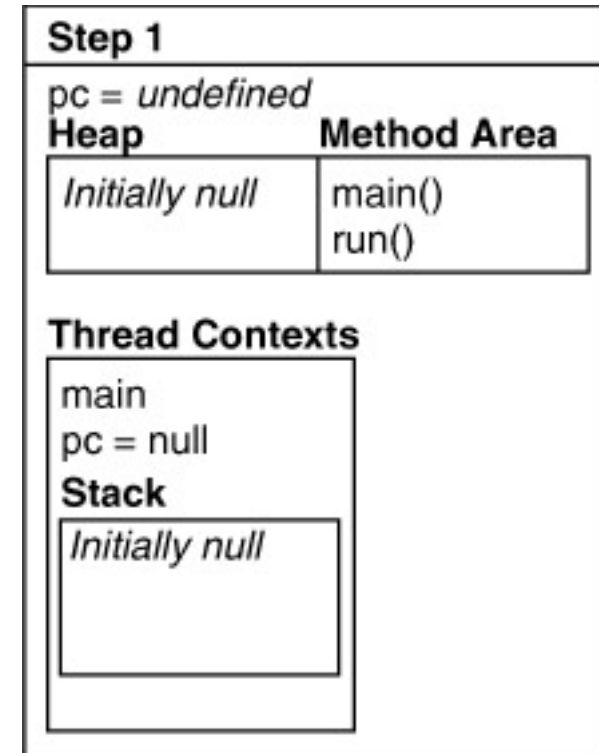 Step 1
pc = undefined
Heap Method Area
Initially null main()
run()
Thread Contexts
main
pc = null
Stack
Initially null